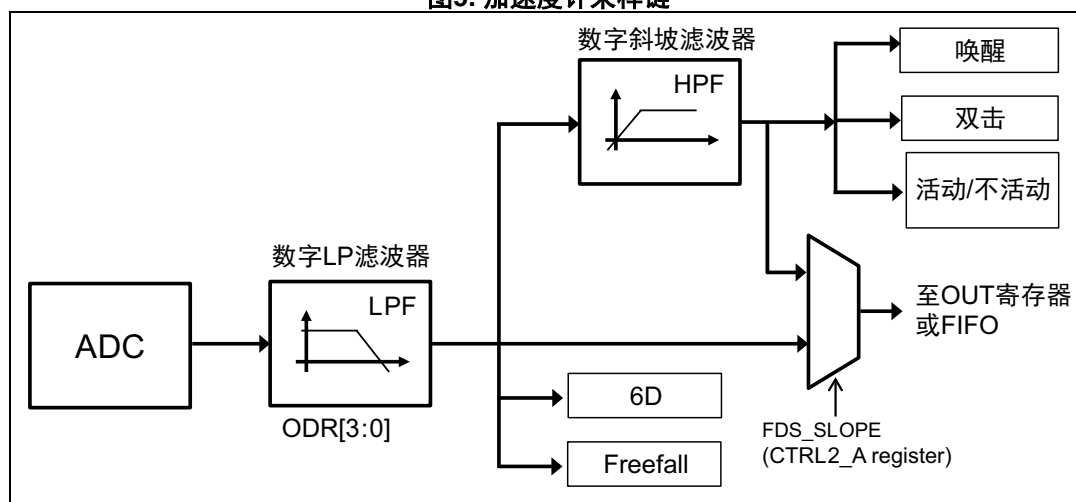 加速度计采样链
数字斜坡滤波器
HPF
唤醒
双击
活动/不活动
数字LP滤波器
LPF
ADC
ODR[3:0]
至OUT寄存器
或FIFO
6D
Freefall
FDS_SLOPE
(CTRL2_A register)